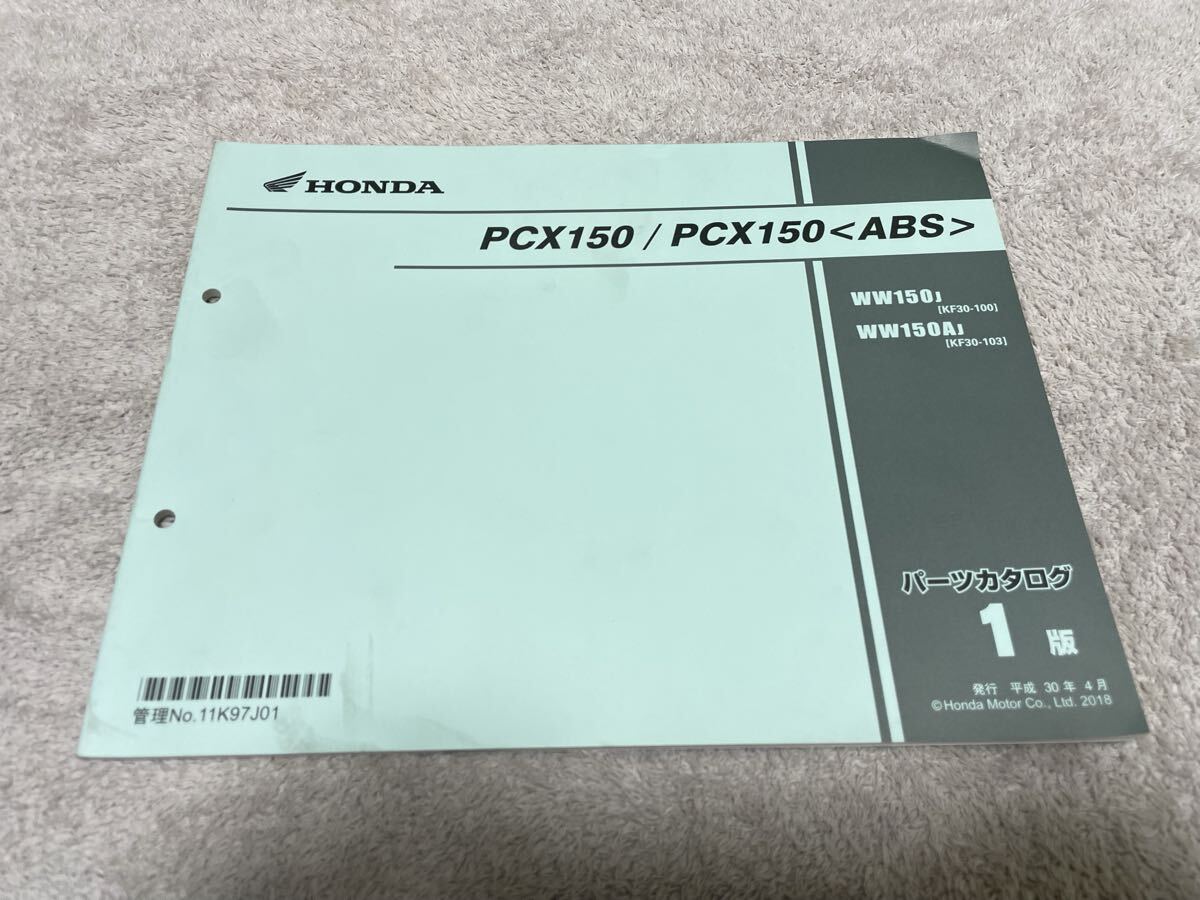 HONDA
PCX150 / PCX150<ABS>
WW150J
[KF30-100]
WW150AJ
[KF30-103]
パーツカタログ
1 版
発行 平成 30 年 4 月
©Honda Motor Co., Ltd. 2018
管理No.11K97J01